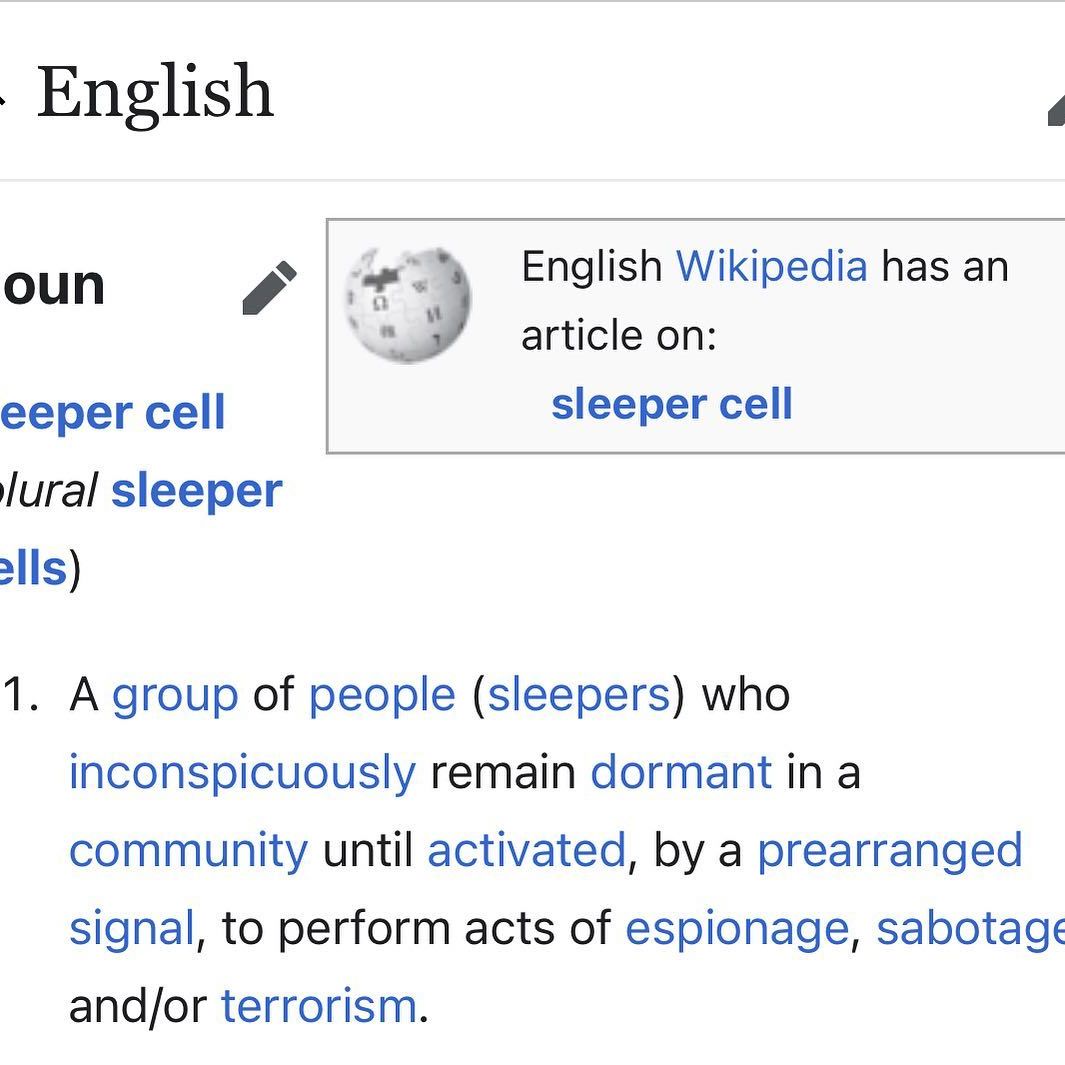 English
oun
English Wikipedia has an
article on:
sleeper cell
eeper cell
plural sleeper
ells)
1. A group of people (sleepers) who
inconspicuously remain dormant in a
community until activated, by a prearranged
signal, to perform acts of espionage, sabotage
and/or terrorism.